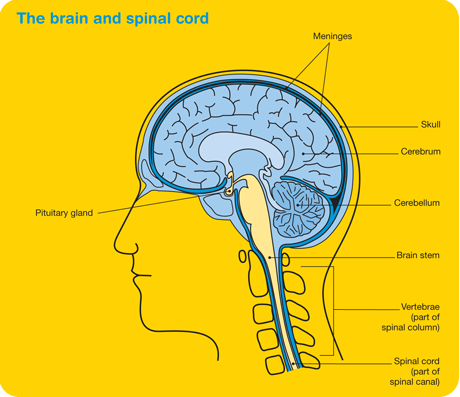 The brain and spinal cord
Meninges
Skull
Cerebrum
Pituitary gland
Cerebellum
Brain stem
Vertebrae
(part of
spinal column)
Spinal cord
(part of
spinal canal)